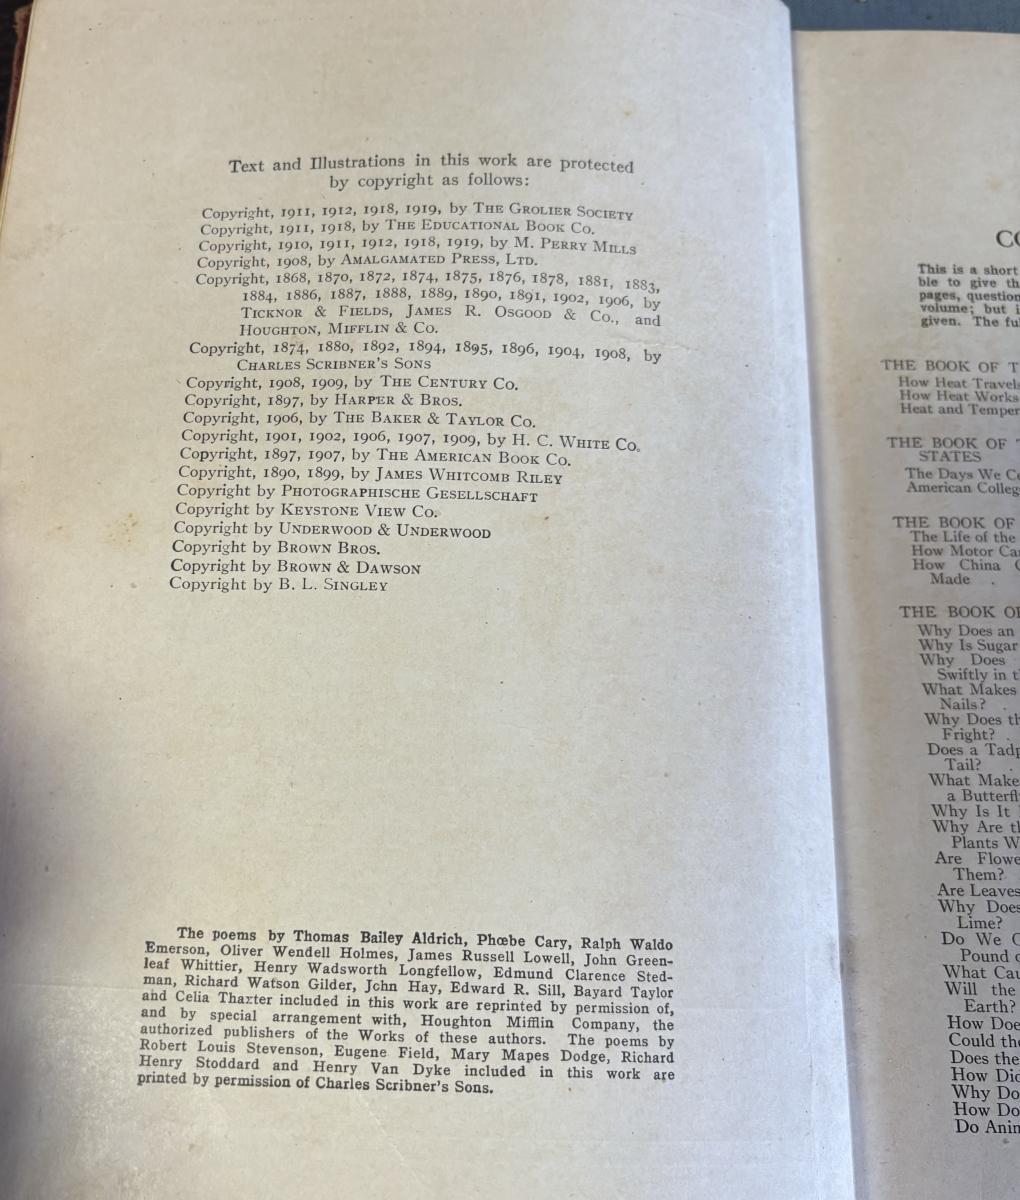 Text and Illustrations in this work are protected
by copyright as follows:
Copyright, 1911, 1912, 1918, 1919, by THE GROLIER SOCIETY
Copyright, 1911, 1918, by THE EDUCATIONAL BOOK CO.
Copyright, 1910, 1911, 1912, 1918, 1919, by M. PERRY MILLS
Copyright, 1908, by AMALGAMATED PRESS, LTD.
Copyright, 1868, 1870, 1872, 1874, 1875, 1876, 1878, 1881, 1883,
1884, 1886, 1887, 1888, 1889, 1890, 1891, 1902, 1906, by
TICKNOR & FIELDS, JAMES R. OSGOOD & CO., and
HOUGHTON, MIFFLIN & CO.
Copyright, 1874, 1880, 1892, 1894, 1895, 1896, 1904, 1908, by
CHARLES SCRIBNER'S SONS
Copyright, 1908, 1909, by THE CENTURY CO.
Copyright, 1897, by HARPER & BROS.
Copyright, 1906, by THE BAKER & TAYLOR CO.
Copyright, 1901, 1902, 1906, 1907, 1909, by H. C. WHITE CO.
Copyright, 1897, 1907, by THE AMERICAN BOOK CO.
Copyright, 1890, 1899, by JAMES WHITCOMB RILEY
Copyright by PHOTOGRAPHISCHE GESELLSCHAFT
Copyright by KEYSTONE VIEW CO.
Copyright by UNDERWOOD & UNDERWOOD
Copyright by BROWN BROS.
Copyright by BROWN & DAWSON
Copyright by B. L. SINGLEY
The poems by Thomas Bailey Aldrich, Phœbe Cary, Ralph Waldo
Emerson, Oliver Wendell Holmes, James Russell Lowell, John Green-
leaf Whittier, Henry Wadsworth Longfellow, Edmund Clarence Sted-
man, Richard Watson Gilder, John Hay, Edward R. Sill, Bayard Taylor
and Celia Thaxter included in this work are reprinted by permission of,
and by special arrangement with, Houghton Mifflin Company, the
authorized publishers of the Works of these authors. The poems by
Robert Louis Stevenson, Eugene Field, Mary Mapes Dodge, Richard
Henry Stoddard and Henry Van Dyke included in this work are
printed by permission of Charles Scribner's Sons.
CO
This is a short
ble to give th
pages, question
volume; but i
given. The fu
THE BOOK OF T
How Heat Travels
How Heat Works
Heat and Temper
THE BOOK OF T
STATES
The Days We Ce
American Colleg
THE BOOK OF
The Life of the
How Motor Car
How China C
Made .
THE BOOK OF
Why Does an
Why Is Sugar
Why Does
Swiftly in t
What Makes
Nails? .
Why Does th
Fright? .
Does a Tadp
Tail? .
What Make
a Butterfl
Why Is It
Why Are th
Plants W
Are Flowe
Them?
Are Leaves
Why Does
Lime?
Do We C
Pound o
What Cau
Will the
Earth?
How Doe
Could the
Does the
How Did
Why Do
How Do
Do Anim